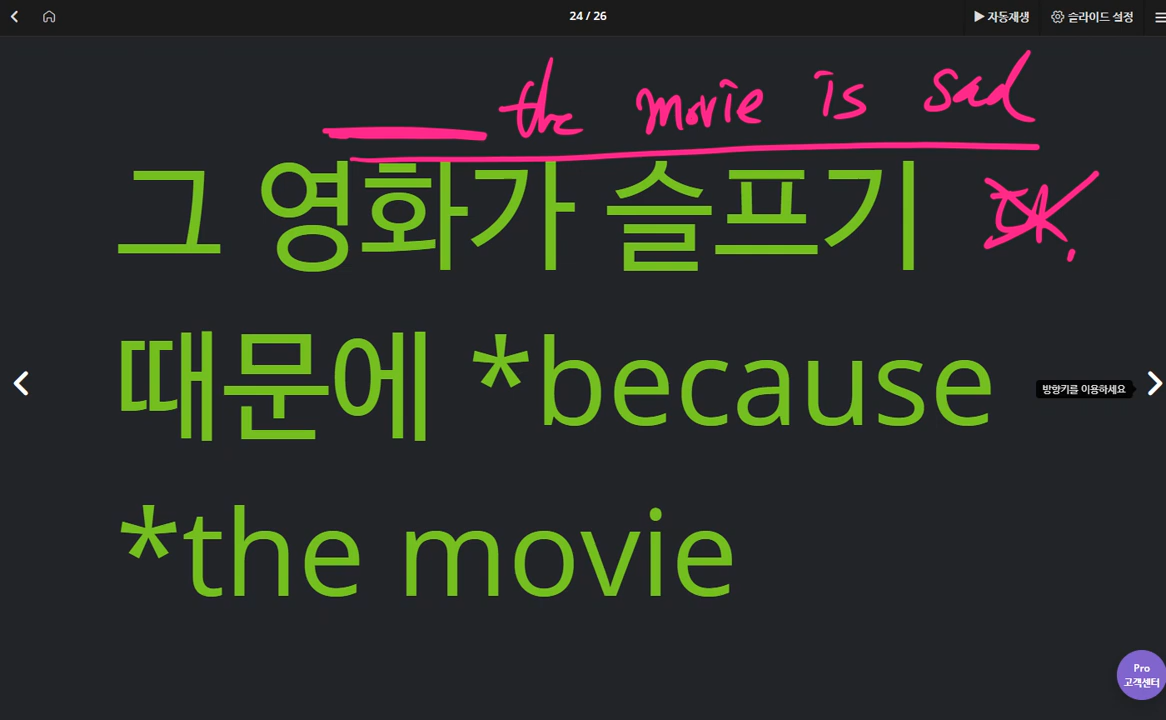 24 / 26
자동재생
슬라이드 설정
the movie is sad
그 영화가 슬프기
때문에 *because
방향키를 이용하세요
*the movie
Pro
고객센터